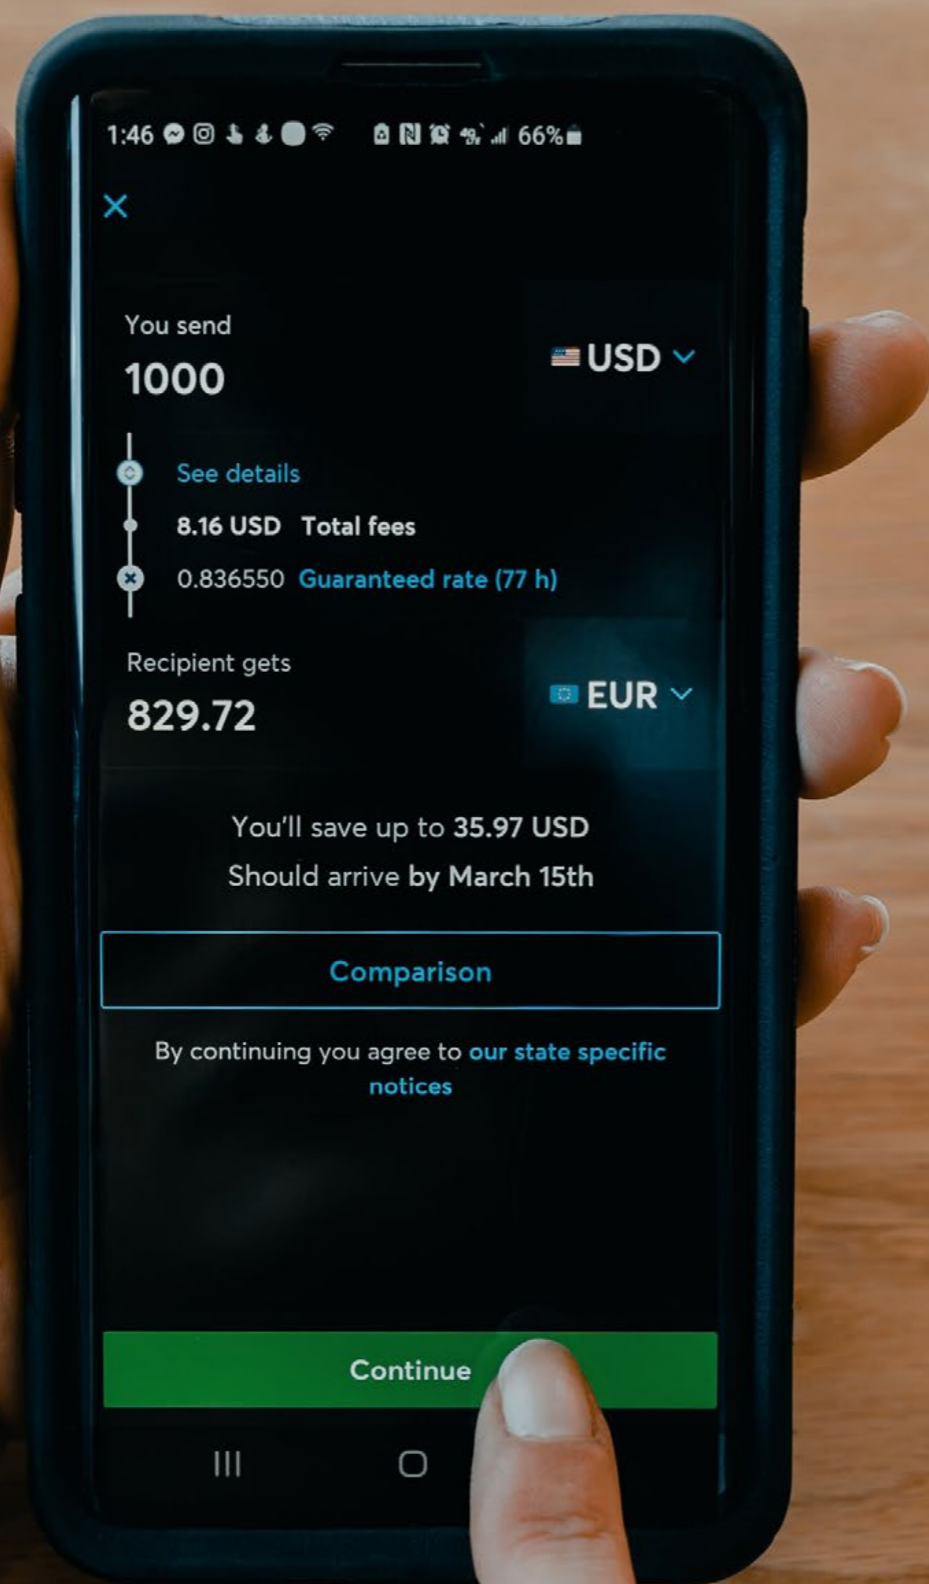 1:46 66%
You send
1000 USD
See details
8.16 USD Total fees
0.836550 Guaranteed rate (77 h)
Recipient gets
829.72 EUR
You'll save up to 35.97 USD
Should arrive by March 15th
Comparison
By continuing you agree to our state specific
notices
Continue